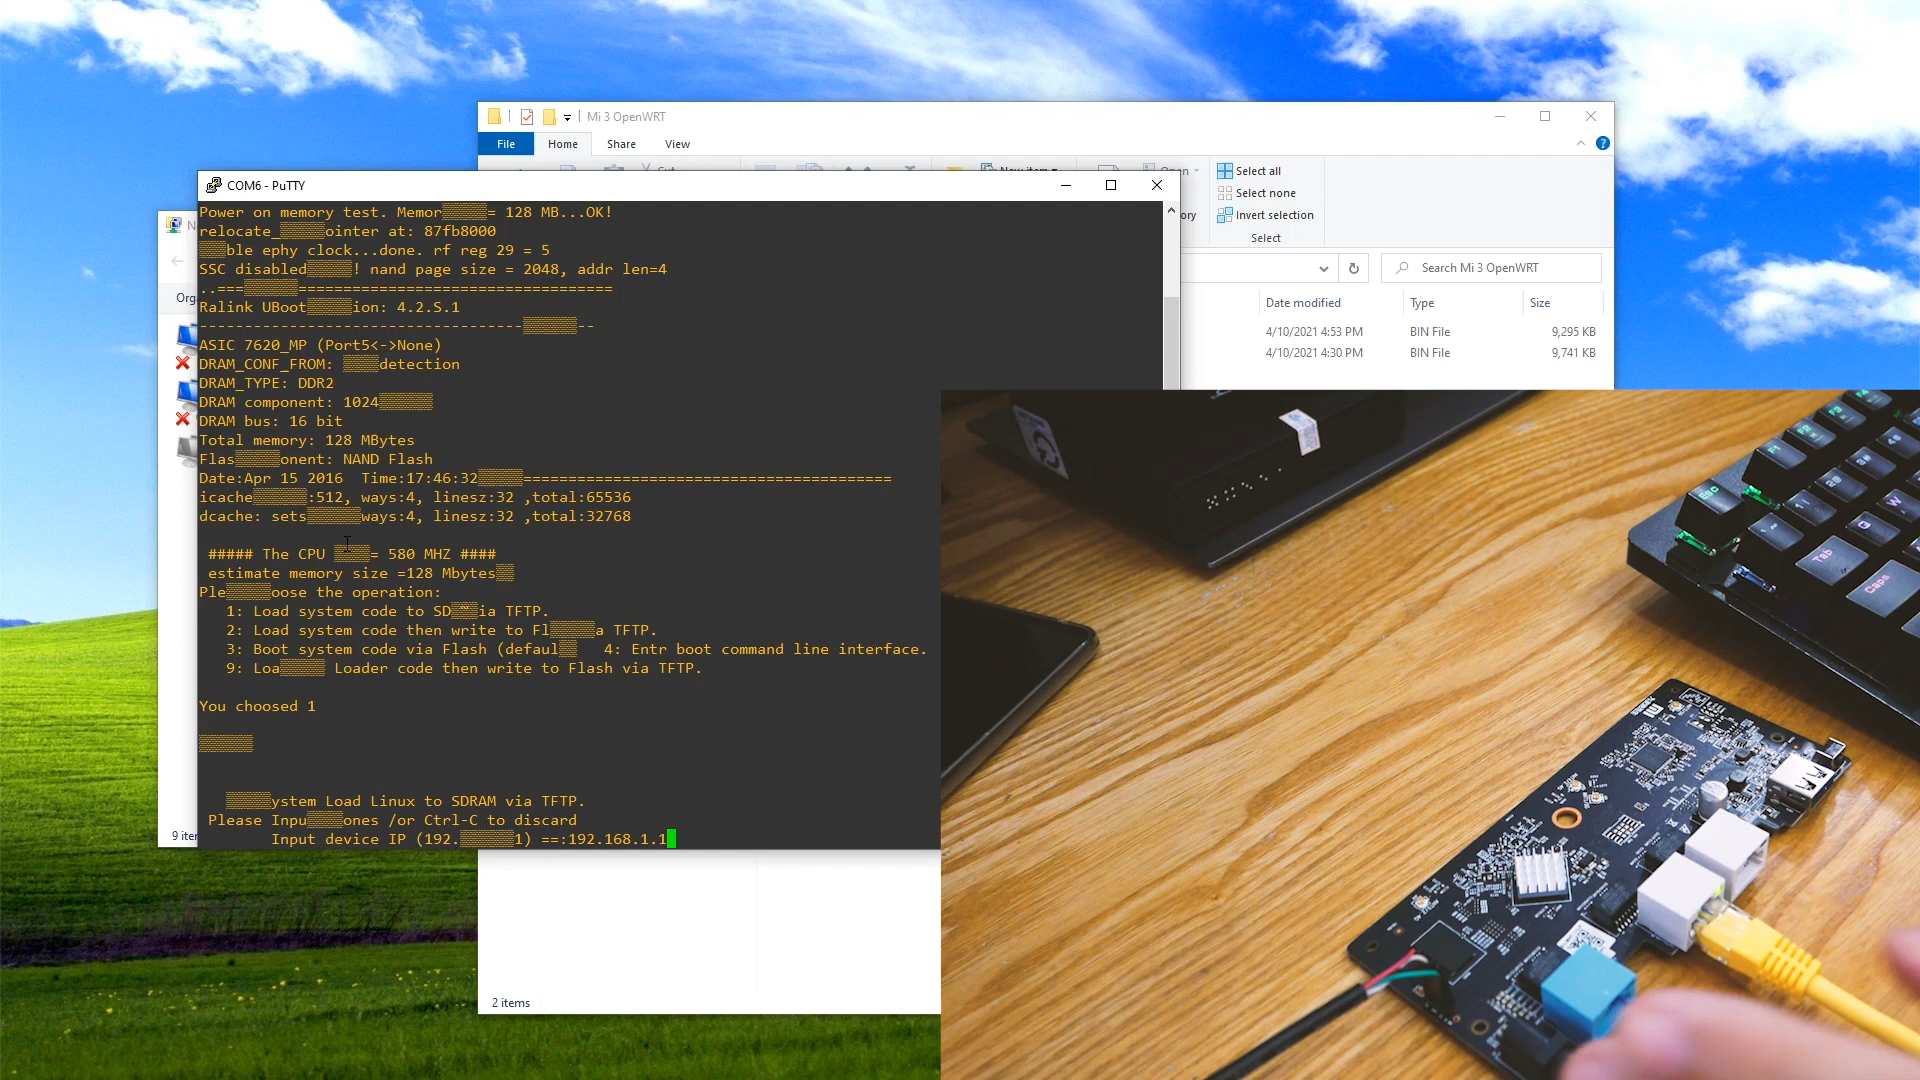 Mi 3 OpenWRT
File Home Share View
Select all
Select none
Invert selection
Select
Search Mi 3 OpenWRT
Date modified Type Size
4/10/2021 4:53 PM BIN File 9,295 KB
4/10/2021 4:30 PM BIN File 9,741 KB
2 items
COM6 - PuTTY
Power on memory test. Memor▒▒▒▒▒= 128 MB...OK!
relocate_▒▒▒▒▒ointer at: 87fb8000
▒▒▒ble ephy clock...done. rf reg 29 = 5
SSC disabled▒▒▒▒▒! nand page size = 2048, addr len=4
..===▒▒▒▒▒▒===================================
Ralink UBoot▒▒▒▒▒ion: 4.2.S.1
------------------------------------▒▒▒▒▒▒--
ASIC 7620_MP (Port5<->None)
DRAM_CONF_FROM: ▒▒▒▒detection
DRAM_TYPE: DDR2
DRAM component: 1024▒▒▒▒▒▒
DRAM bus: 16 bit
Total memory: 128 MBytes
Flas▒▒▒▒▒onent: NAND Flash
Date:Apr 15 2016  Time:17:46:32▒▒▒▒▒=========================================
icache▒▒▒▒▒▒:512, ways:4, linesz:32 ,total:65536
dcache: sets▒▒▒▒▒▒ways:4, linesz:32 ,total:32768
##### The CPU ▒▒▒▒= 580 MHZ ####
estimate memory size =128 Mbytes▒▒
Ple▒▒▒▒▒oose the operation:
1: Load system code to SD▒▒▒ia TFTP.
2: Load system code then write to Fl▒▒▒▒▒a TFTP.
3: Boot system code via Flash (defaul▒▒   4: Entr boot command line interface.
9: Loa▒▒▒▒▒ Loader code then write to Flash via TFTP.
You choosed 1
▒▒▒▒▒▒
▒▒▒▒▒ystem Load Linux to SDRAM via TFTP.
Please Inpu▒▒▒▒ones /or Ctrl-C to discard
Input device IP (192.▒▒▒▒▒▒1) ==:192.168.1.1
Esc
Tab
Caps